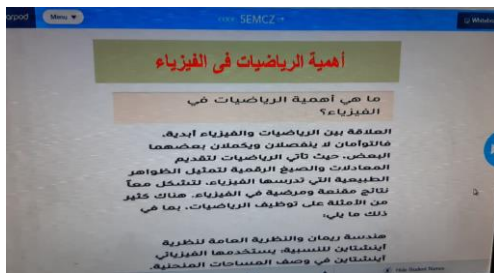 Menu
SEMCZ
أهمية الرياضيات في الفيزياء
ما هي أهمية الرياضيات في
الفيزياء؟
العلاقة بين الرياضيات والفيزياء أبدية،
فالتوأمان لا ينفصلان ويكملان بعضهما
البعض، حيث تأتي الرياضيات لتقديم
المعادلات والصيغ الرقمية لتمثيل الظواهر
الطبيعية التي تدرسها الفيزياء، لتشكل معاً
نتائج مقنعة ومرضية في الفيزياء. هناك كثير
من الأمثلة على توظيف الرياضيات، بما في
ذلك ما يلي:
هندسة ريمان والنظرية العامة لنظرية
آينشتاين للنسبية، يستخدمها الفيزيائي
آينشتاين في وصف المساحات المنحنية.